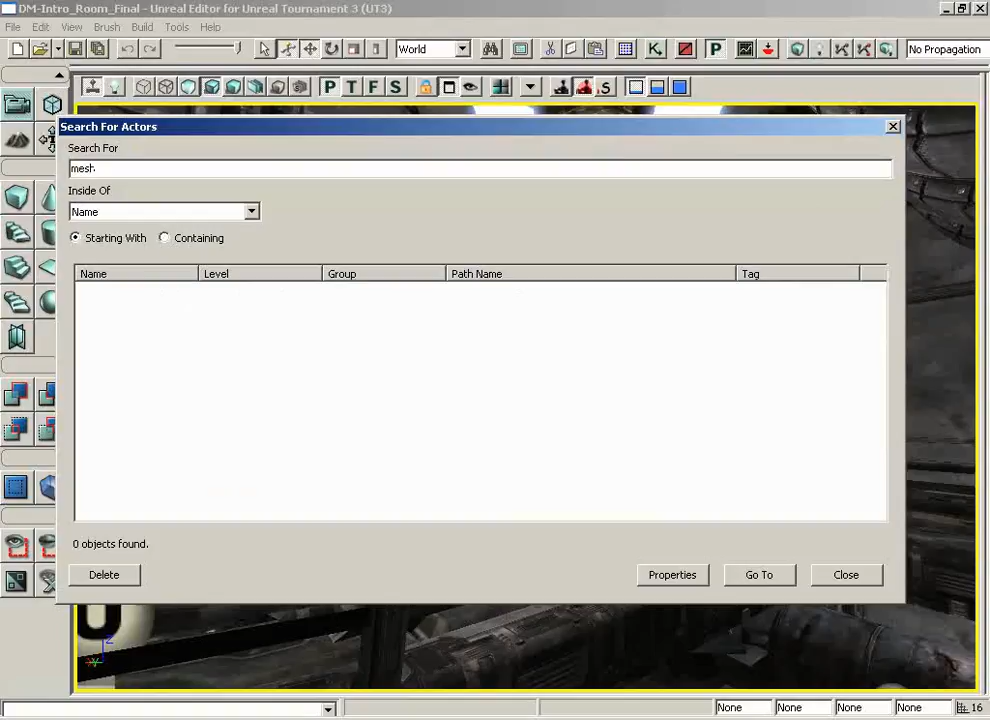 DM-Intro_Room_Final - Unreal Editor for Unreal Tournament 3 (UT3)
File Edit View Brush Build Tools Help
World
K
P
No Propagation
P T F S
S
Search For Actors
Search For
mesh
Inside Of
Name
Starting With Containing
Name Level Group Path Name Tag
0 objects found.
Delete Properties Go To Close
Z
Y
None None None None 16